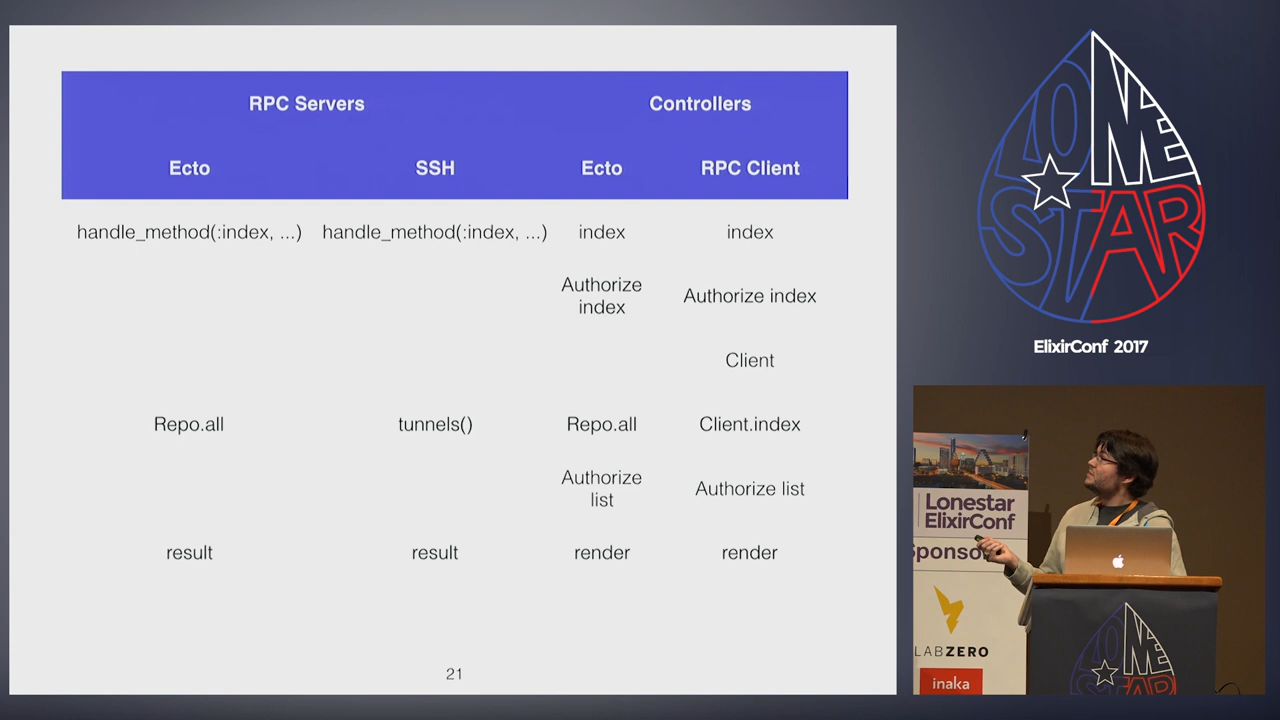 RPC Servers Controllers
Ecto SSH Ecto RPC Client
handle_method(:index, ...) handle_method(:index, ...) index index
Authorize index Authorize index
Client
Repo.all tunnels() Repo.all Client.index
Authorize list Authorize list
result result render render
21
LONE
STAR
ElixirConf 2017
Lonestar
ElixirConf
Sponso
LABZERO
inaka
LONE
STAR